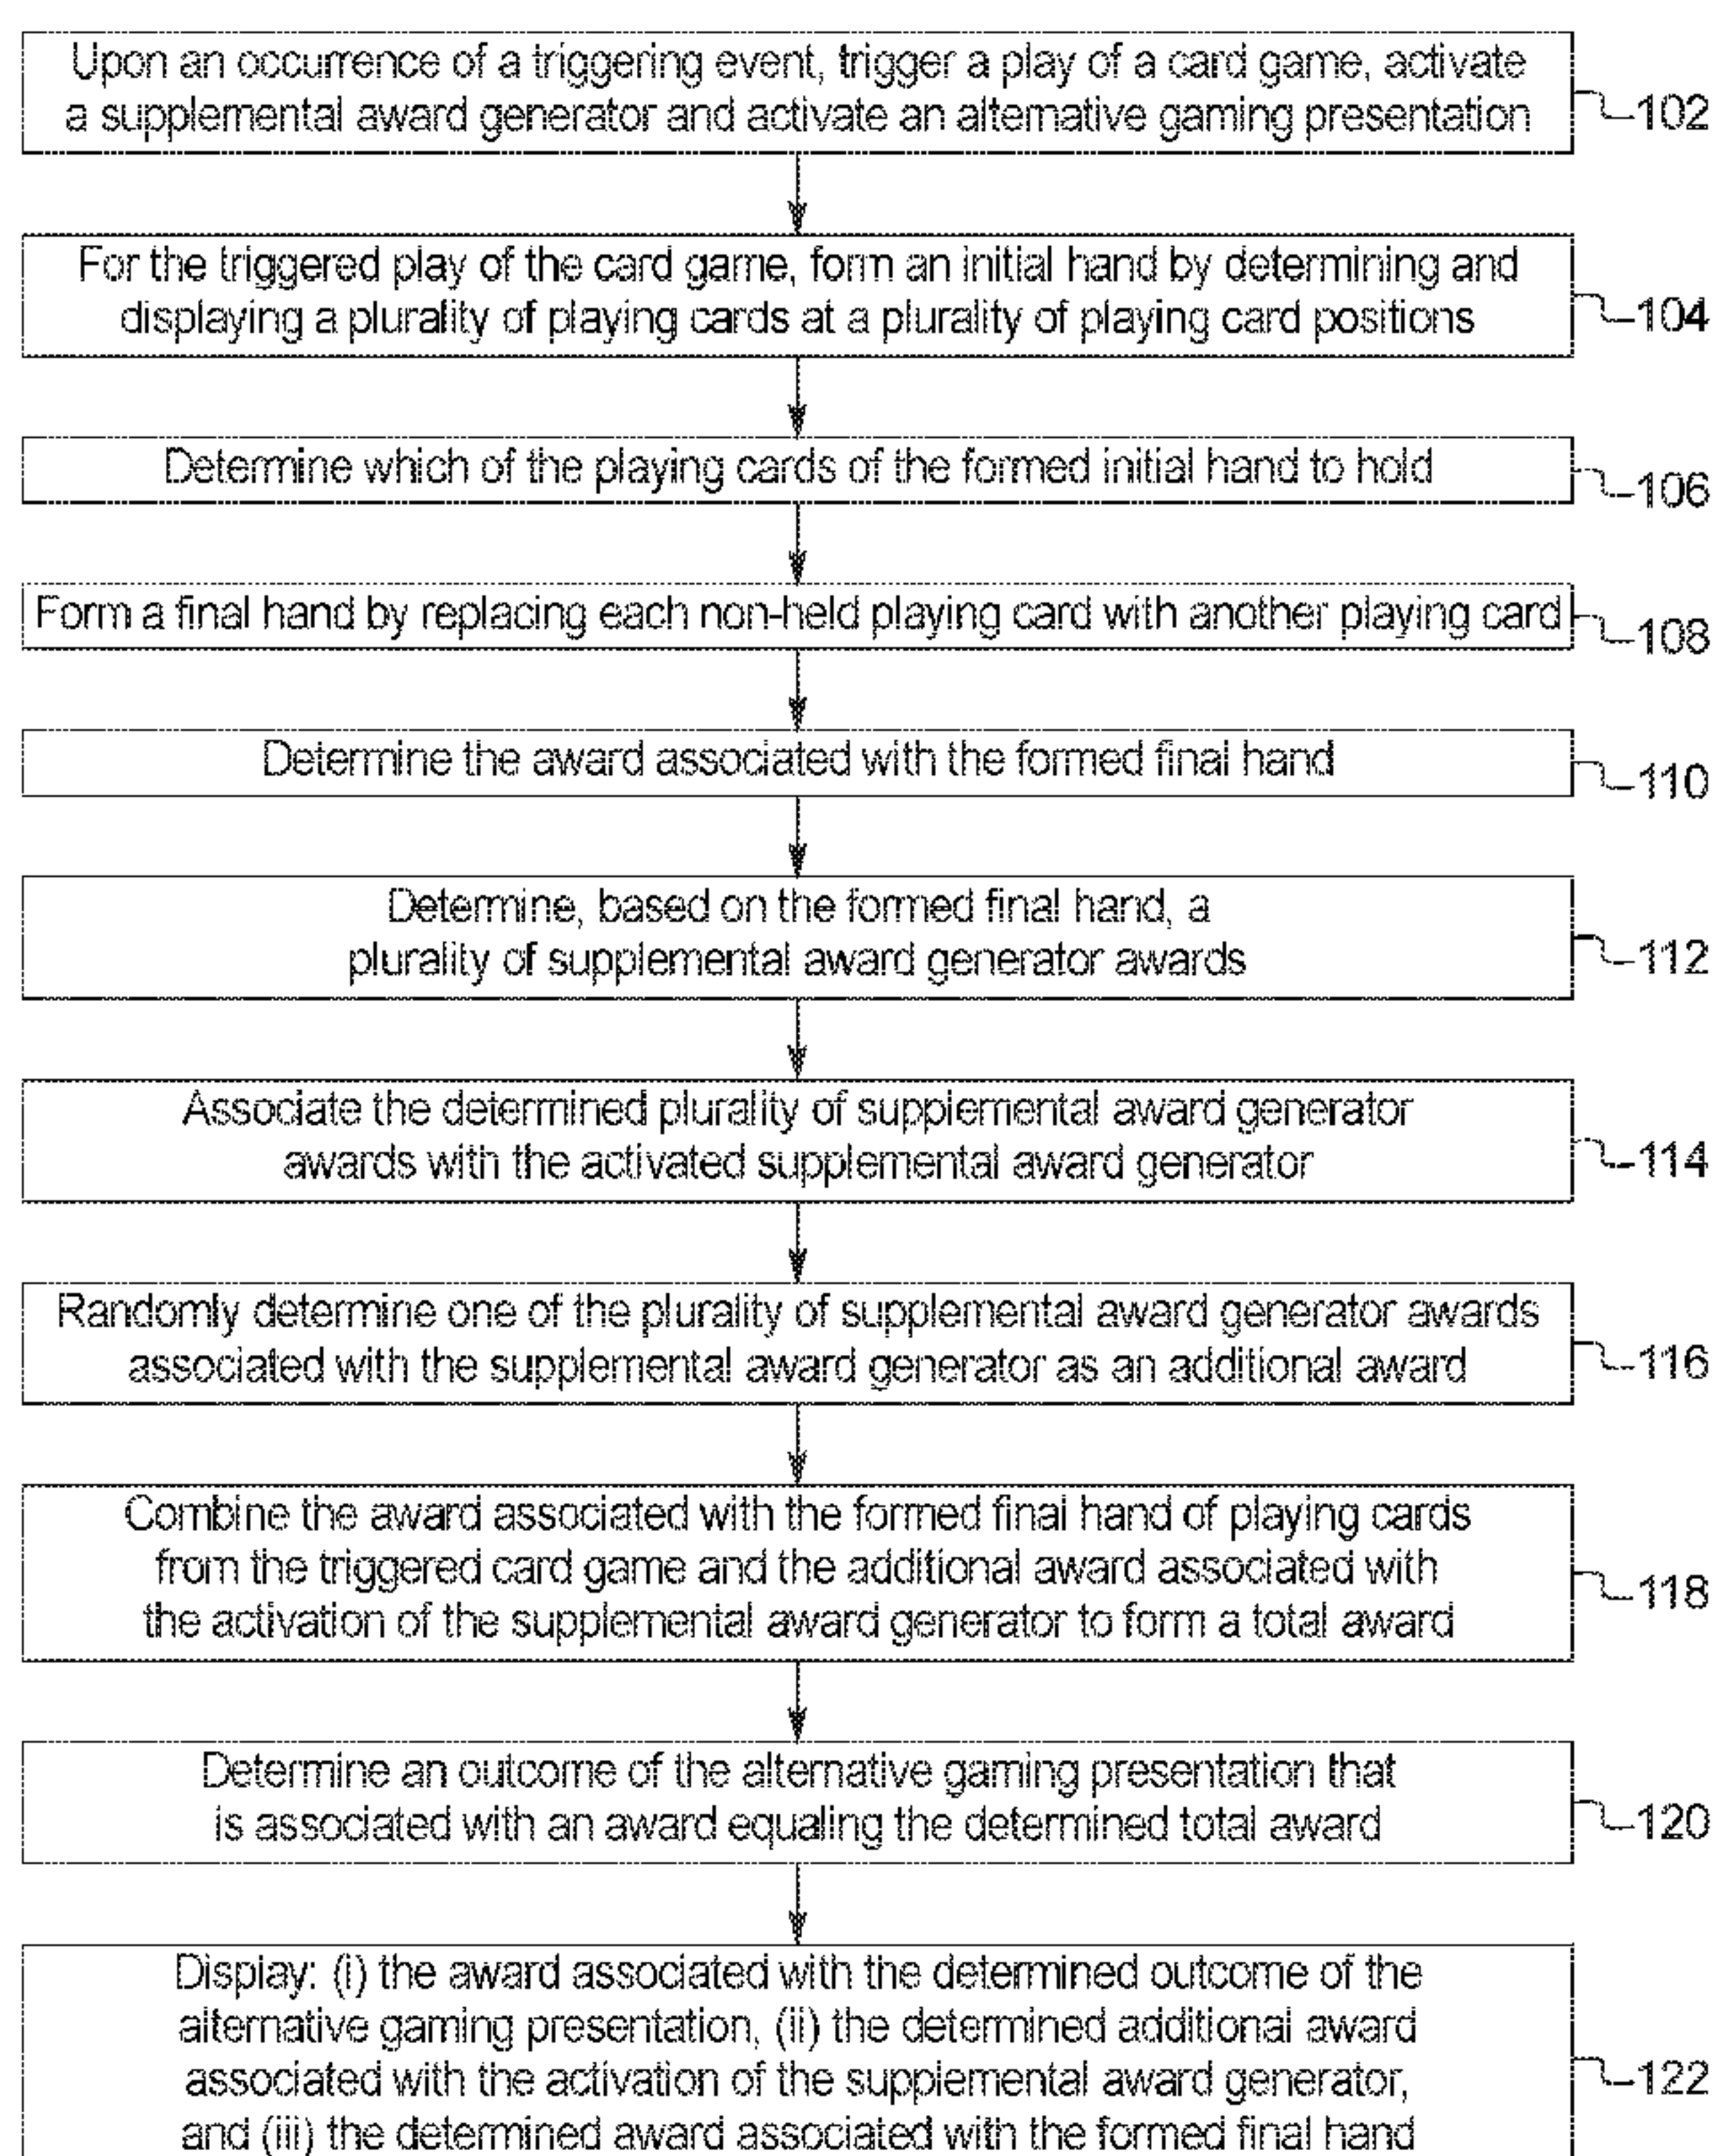 Upon an occurrence of a triggering event, trigger a play of a card game, activate
a supplemental award generator and activate an alternative gaming presentation
102
For the triggered play of the card game, form an initial hand by determining and
displaying a plurality of playing cards at a plurality of playing card positions
104
Determine which of the playing cards of the formed initial hand to hold
106
Form a final hand by replacing each non-held playing card with another playing card
108
Determine the award associated with the formed final hand
110
Determine, based on the formed final hand, a
plurality of supplemental award generator awards
112
Associate the determined plurality of supplemental award generator
awards with the activated supplemental award generator
114
Randomly determine one of the plurality of supplemental award generator awards
associated with the supplemental award generator as an additional award
116
Combine the award associated with the formed final hand of playing cards
from the triggered card game and the additional award associated with
the activation of the supplemental award generator to form a total award
118
Determine an outcome of the alternative gaming presentation that
is associated with an award equaling the determined total award
120
Display: (i) the award associated with the determined outcome of the
alternative gaming presentation, (ii) the determined additional award
associated with the activation of the supplemental award generator,
and (iii) the determined award associated with the formed final hand
122